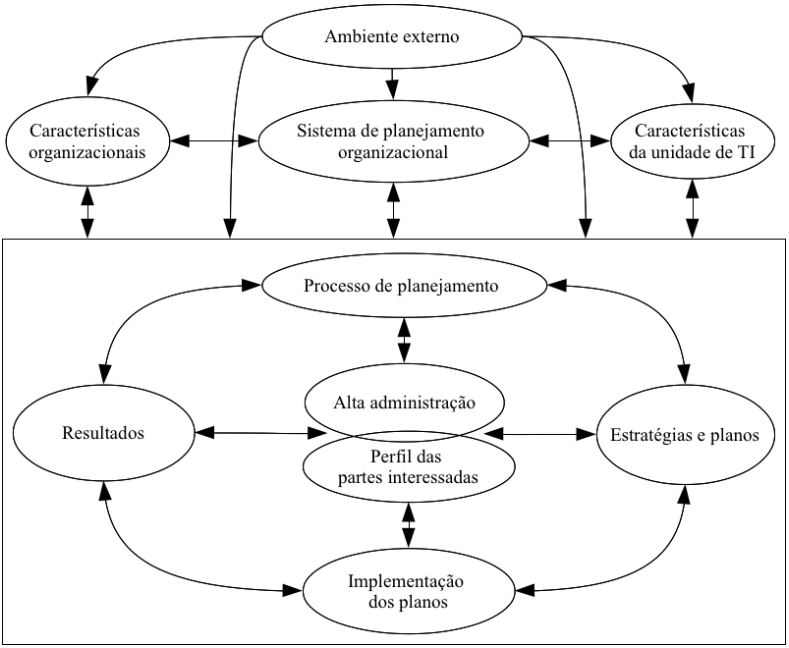 Ambiente externo
Características
organizacionais
Sistema de planejamento
organizacional
Características
da unidade de TI
Processo de planejamento
Alta administração
Resultados
Estratégias e planos
Perfil das
partes interessadas
Implementação
dos planos